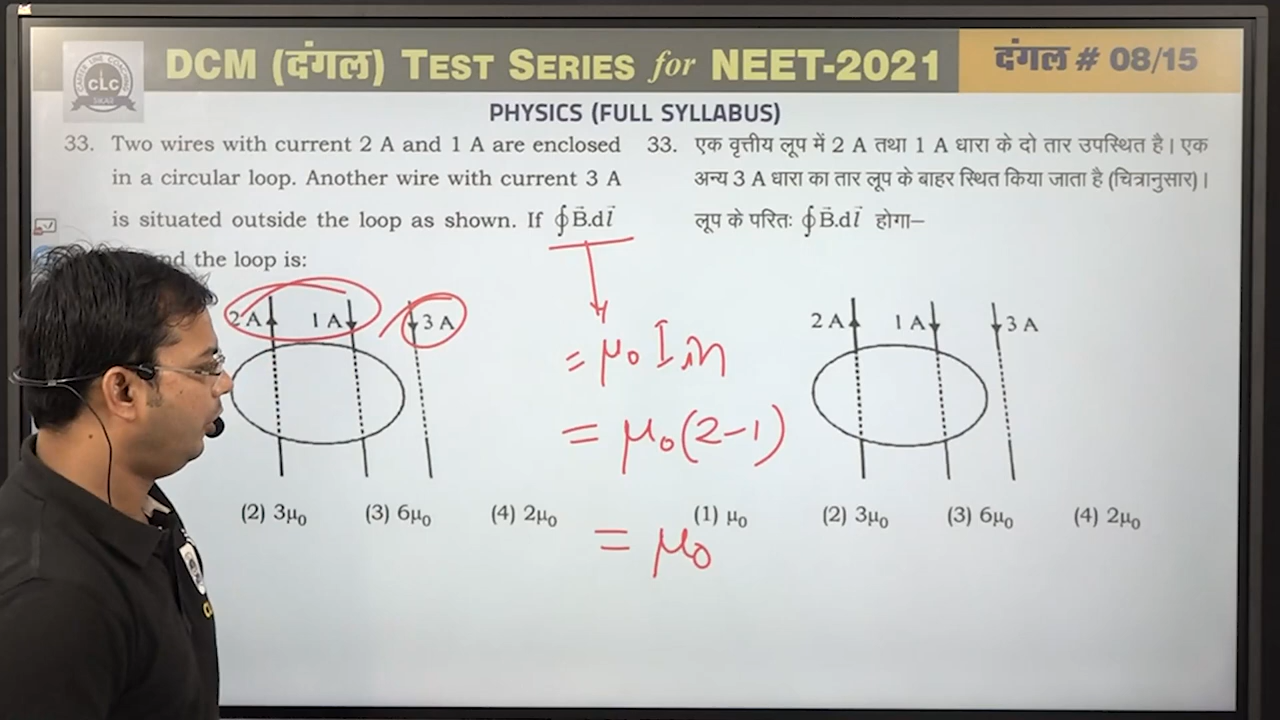 DCM (दंगल) TEST SERIES for NEET-2021
दंगल # 08/15
CLC
PHYSICS (FULL SYLLABUS)
33. Two wires with current 2 A and 1 A are enclosed
in a circular loop. Another wire with current 3 A
is situated outside the loop as shown. If ∮B⃗.dl⃗
the loop is:
2 A 1 A 3 A
(2) 3μ₀ (3) 6μ₀ (4) 2μ₀
= μ₀ I in
= μ₀(2-1)
= μ₀
33. एक वृत्तीय लूप में 2 A तथा 1 A धारा के दो तार उपस्थित है। एक
अन्य 3 A धारा का तार लूप के बाहर स्थित किया जाता है (चित्रानुसार)।
लूप के परितः ∮B⃗.dl⃗ होगा–
2 A 1 A 3 A
(1) μ₀ (2) 3μ₀ (3) 6μ₀ (4) 2μ₀